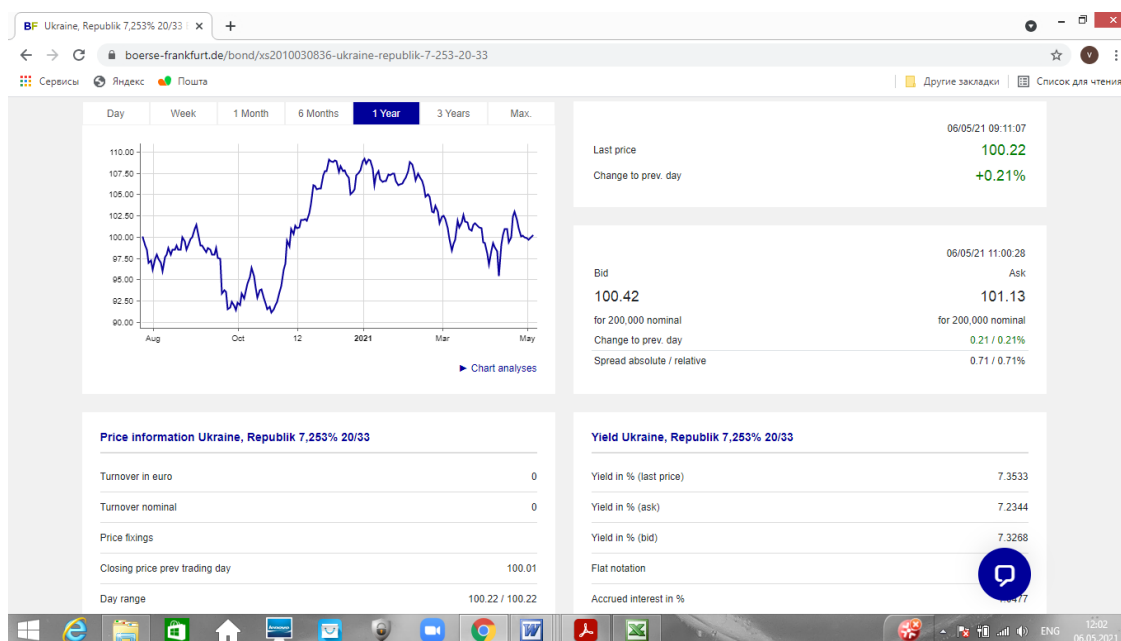 BF Ukraine, Republik 7,253% 20/33
boerse-frankfurt.de/bond/xs2010030836-ukraine-republik-7-253-20-33
V
Сервисы Яндекс Пошта Другие закладки Список для чтения
Day Week 1 Month 6 Months 1 Year 3 Years Max.
110.00
107.50
105.00
102.50
100.00
97.50
95.00
92.50
90.00
Aug Oct 12 2021 Mar May
► Chart analyses
06/05/21 09:11:07
Last price 100.22
Change to prev. day +0.21%
06/05/21 11:00:28
Bid Ask
100.42 101.13
for 200,000 nominal for 200,000 nominal
Change to prev. day 0.21 / 0.21%
Spread absolute / relative 0.71 / 0.71%
Price information Ukraine, Republik 7,253% 20/33
Turnover in euro 0
Turnover nominal 0
Price fixings
Closing price prev trading day 100.01
Day range 100.22 / 100.22
Yield Ukraine, Republik 7,253% 20/33
Yield in % (last price) 7.3533
Yield in % (ask) 7.2344
Yield in % (bid) 7.3268
Flat notation
Accrued interest in %
ENG 12:02
06.05.2021